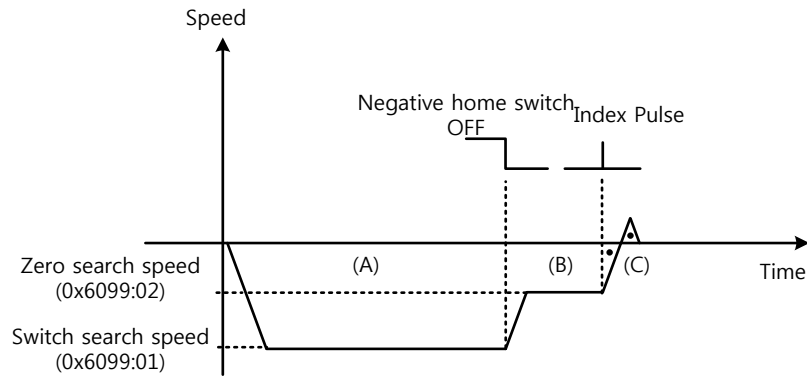 Speed
Negative home switch
OFF
Index Pulse
(A)
(B)
(C)
Time
Zero search speed
(0x6099:02)
Switch search speed
(0x6099:01)